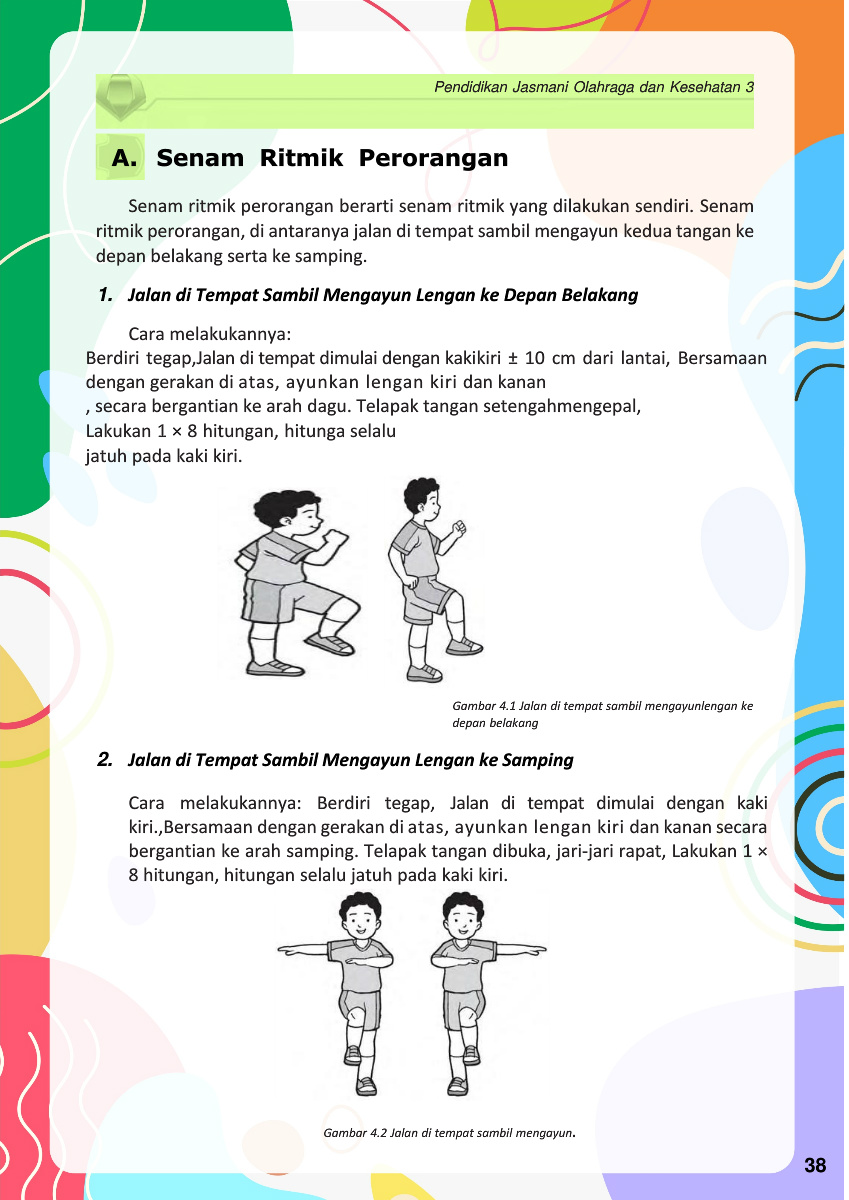 Pendidikan Jasmani Olahraga dan Kesehatan 3
A. Senam Ritmik Perorangan
Senam ritmik perorangan berarti senam ritmik yang dilakukan sendiri. Senam
ritmik perorangan, di antaranya jalan di tempat sambil mengayun kedua tangan ke
depan belakang serta ke samping.
1. Jalan di Tempat Sambil Mengayun Lengan ke Depan Belakang
Cara melakukannya:
Berdiri tegap,Jalan di tempat dimulai dengan kakikiri ± 10 cm dari lantai, Bersamaan
dengan gerakan di atas, ayunkan lengan kiri dan kanan
, secara bergantian ke arah dagu. Telapak tangan setengahmengepal,
Lakukan 1 × 8 hitungan, hitunga selalu
jatuh pada kaki kiri.
Gambar 4.1 Jalan di tempat sambil mengayunlengan ke
depan belakang
2. Jalan di Tempat Sambil Mengayun Lengan ke Samping
Cara melakukannya: Berdiri tegap, Jalan di tempat dimulai dengan kaki
kiri.,Bersamaan dengan gerakan di atas, ayunkan lengan kiri dan kanan secara
bergantian ke arah samping. Telapak tangan dibuka, jari-jari rapat, Lakukan 1 ×
8 hitungan, hitungan selalu jatuh pada kaki kiri.
Gambar 4.2 Jalan di tempat sambil mengayun.
38